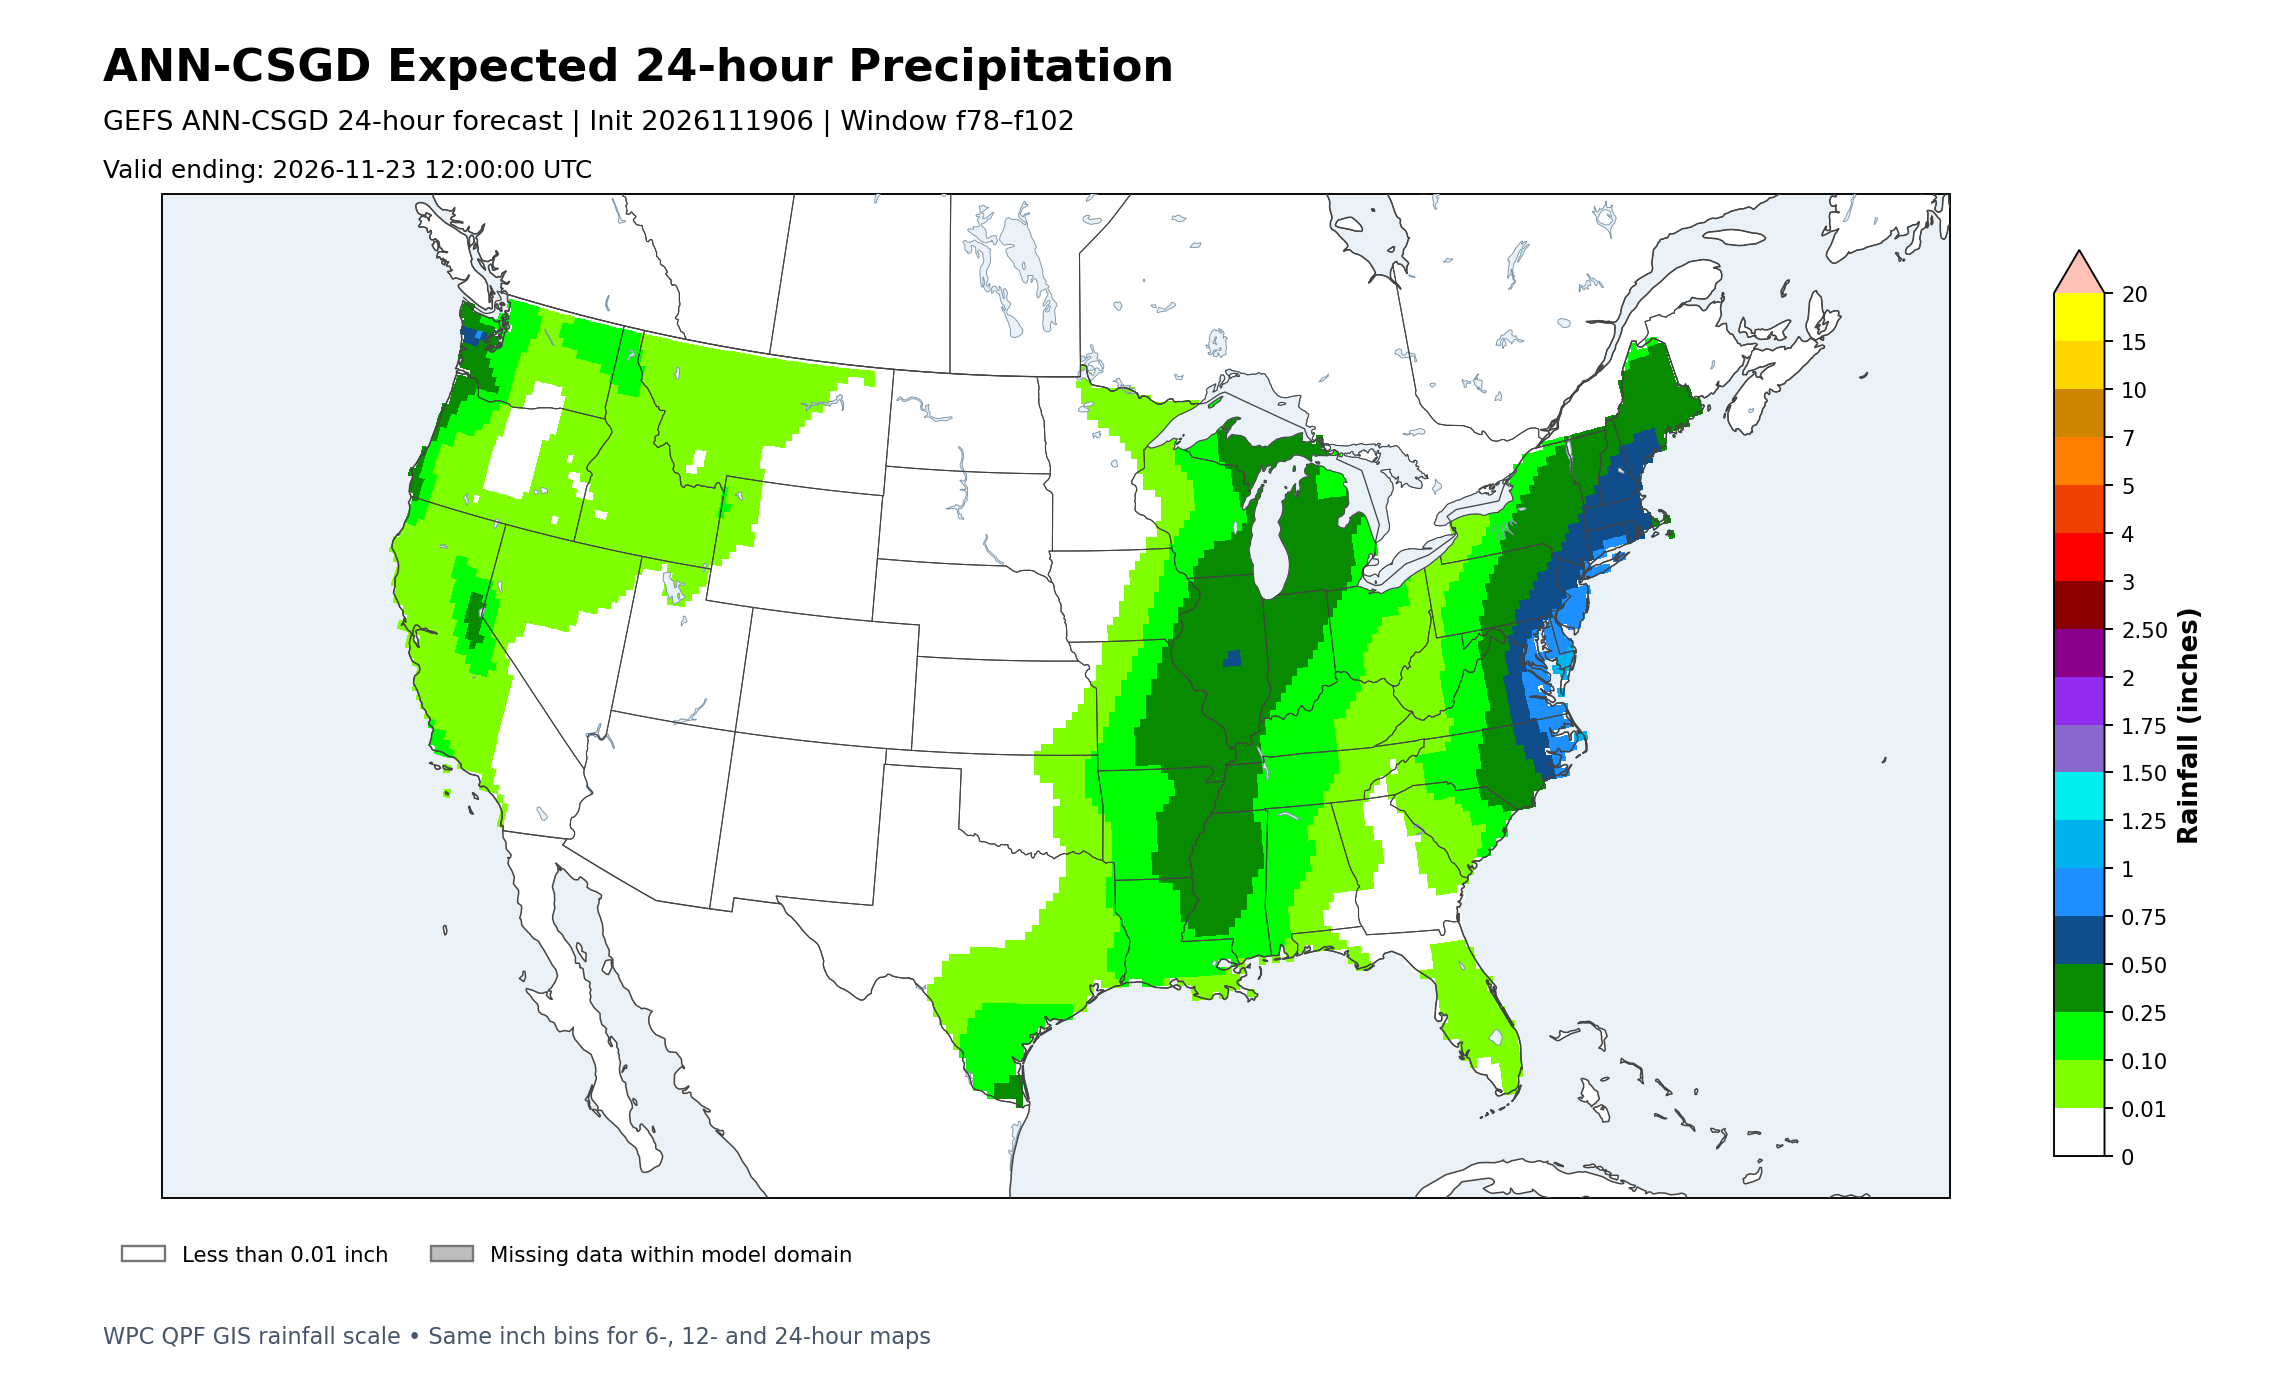 ANN-CSGD Expected 24-hour Precipitation
GEFS ANN-CSGD 24-hour forecast | Init 2026111906 | Window f78–f102
Valid ending: 2026-11-23 12:00:00 UTC
20
15
10
7
5
4
3
2.50
2
1.75
1.50
1.25
1
0.75
0.50
0.25
0.10
0.01
0
Rainfall (inches)
Less than 0.01 inch
Missing data within model domain
WPC QPF GIS rainfall scale • Same inch bins for 6-, 12- and 24-hour maps